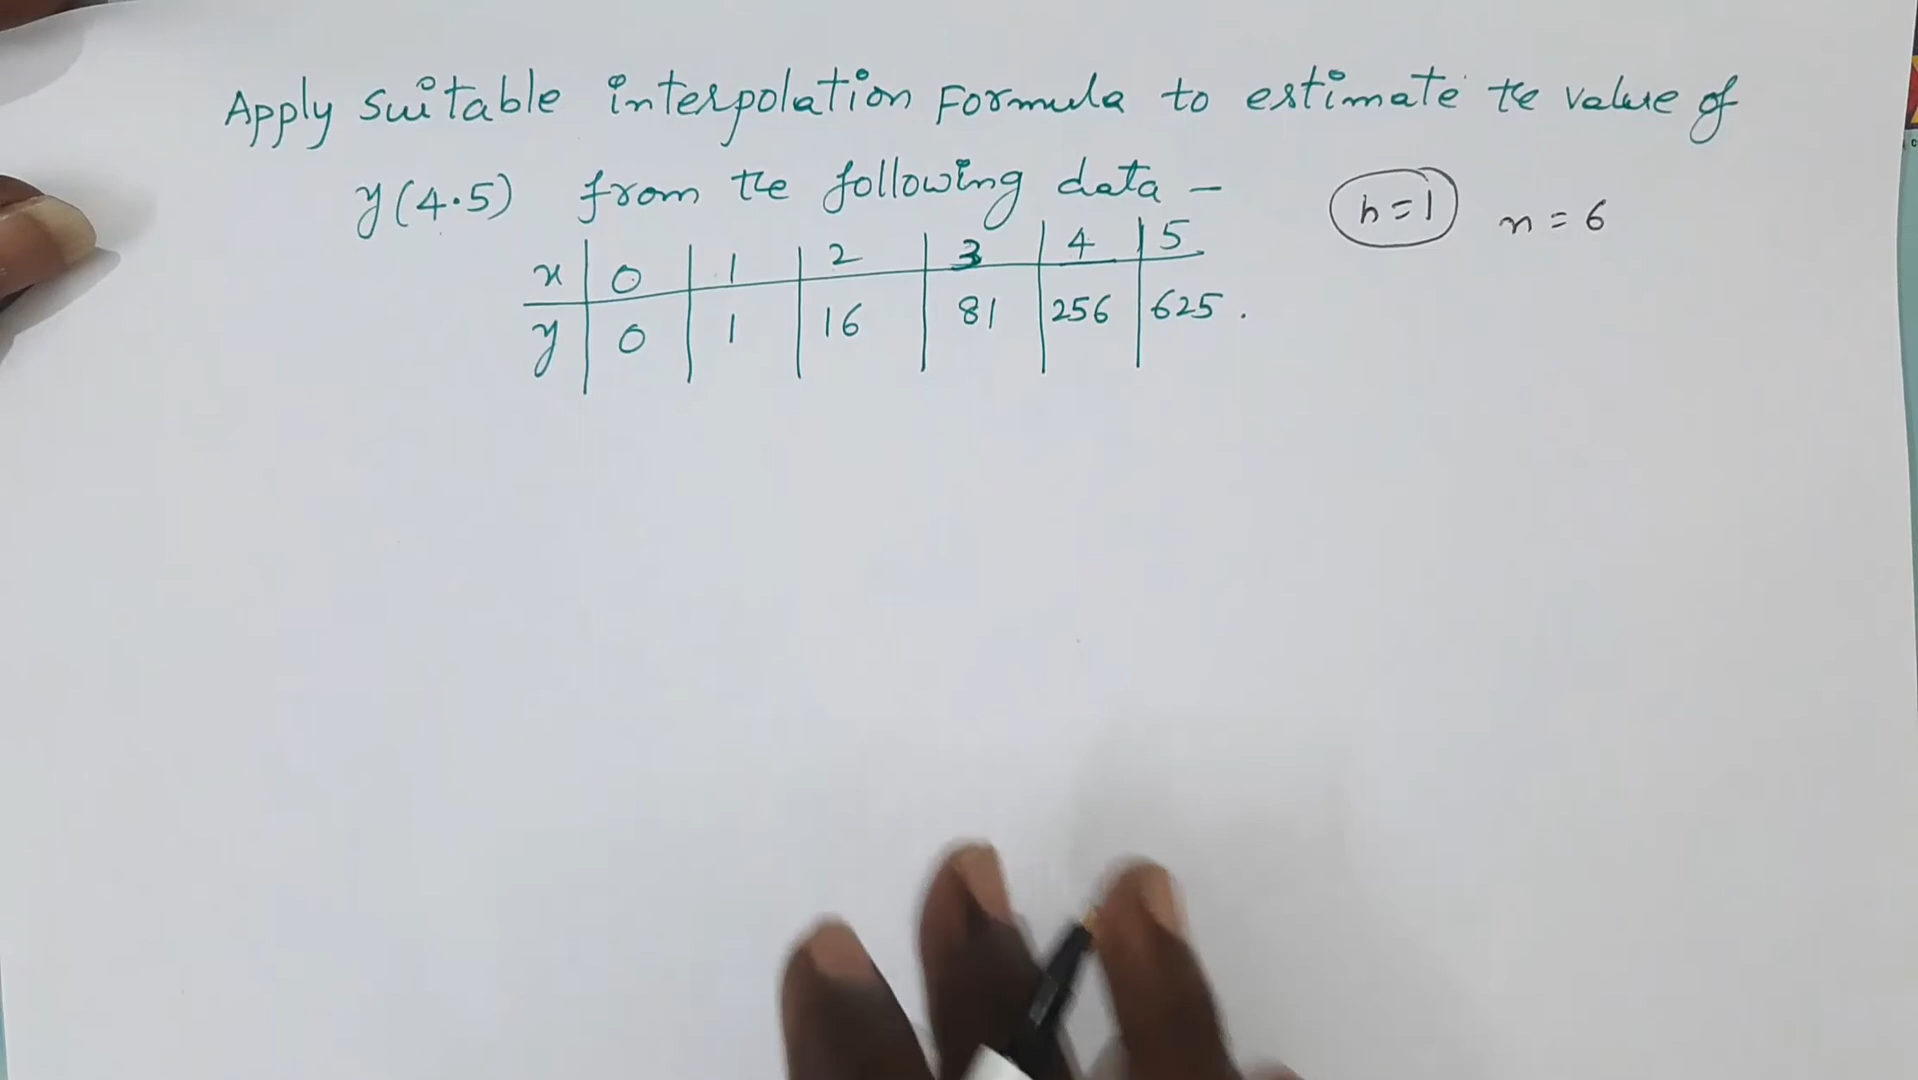 Apply suitable interpolation Formula to estimate the value of
y(4.5) from the following data -
h=1 n = 6
x 0 1 2 3 4 5
y 0 1 16 81 256 625.